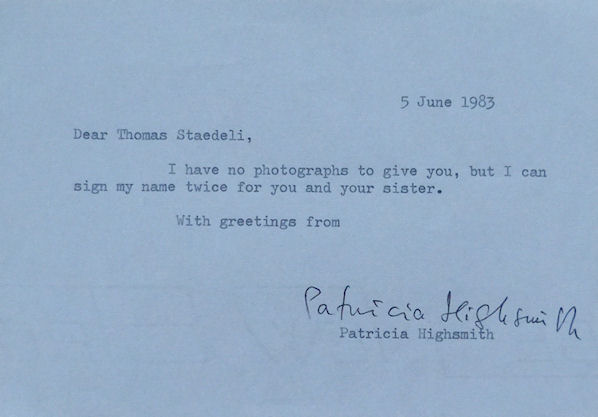 5 June 1983
Dear Thomas Staedeli,
I have no photographs to give you, but I can
sign my name twice for you and your sister.
With greetings from
Patricia Highsmith
Patricia Highsmith